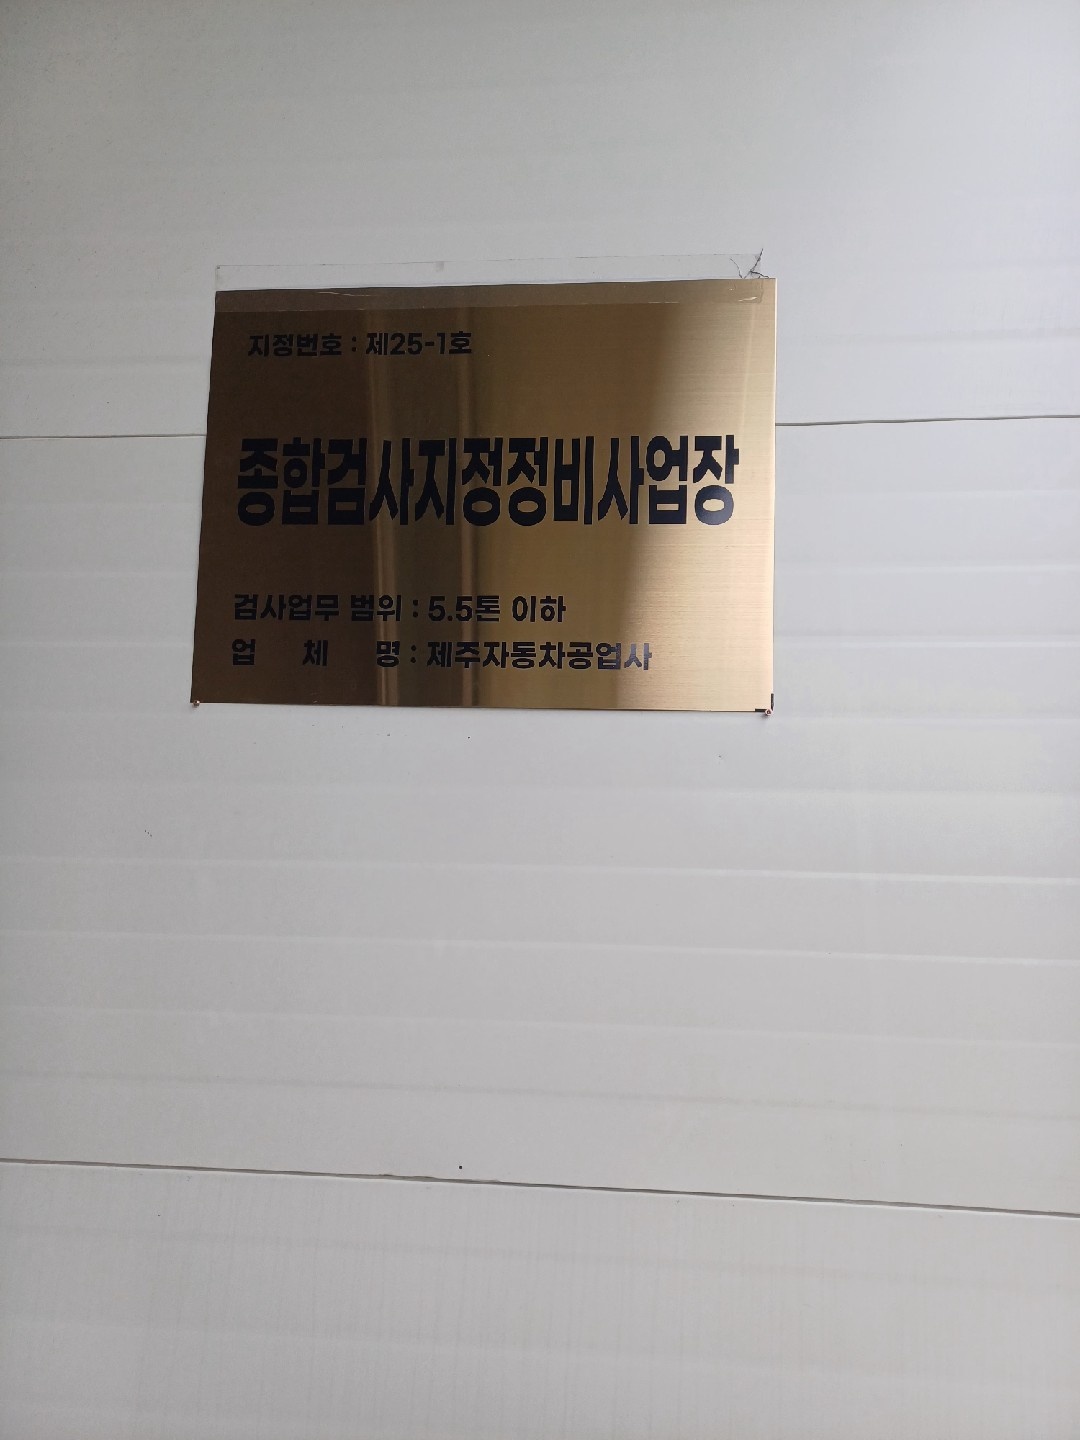 지정번호 : 제25-1호
종합검사지정정비사업장
검사업무 범위 : 5.5톤 이하
업 체 명 : 제주자동차공업사